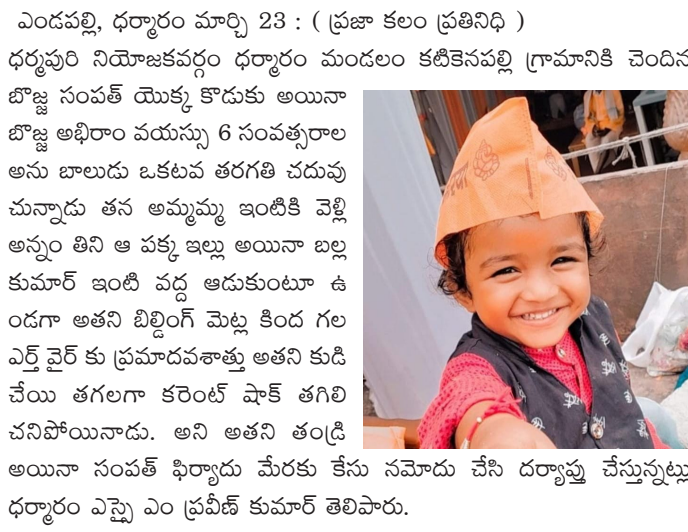 ఎండపల్లి, ధర్మారం మార్చి 23 : ( ప్రజా కలం ప్రతినిధి )
ధర్మపురి నియోజకవర్గం ధర్మారం మండలం కటికెనపల్లి గ్రామానికి చెందిన
బొజ్జ సంపత్ యొక్క కొడుకు అయినా
బొజ్జ అభిరాం వయస్సు 6 సంవత్సరాల
అను బాలుడు ఒకటవ తరగతి చదువు
చున్నాడు తన అమ్మమ్మ ఇంటికి వెళ్లి
అన్నం తిని ఆ పక్క ఇల్లు అయినా బల్ల
కుమార్ ఇంటి వద్ద ఆడుకుంటూ ఉ
ండగా అతని బిల్డింగ్ మెట్ల కింద గల
ఎర్త్ వైర్ కు ప్రమాదవశాత్తు అతని కుడి
చేయి తగలగా కరెంట్ షాక్ తగిలి
చనిపోయినాడు. అని అతని తండ్రి
అయినా సంపత్ ఫిర్యాదు మేరకు కేసు నమోదు చేసి దర్యాప్తు చేస్తున్నట్లు
ధర్మారం ఎస్సై ఎం ప్రవీణ్ కుమార్ తెలిపారు.